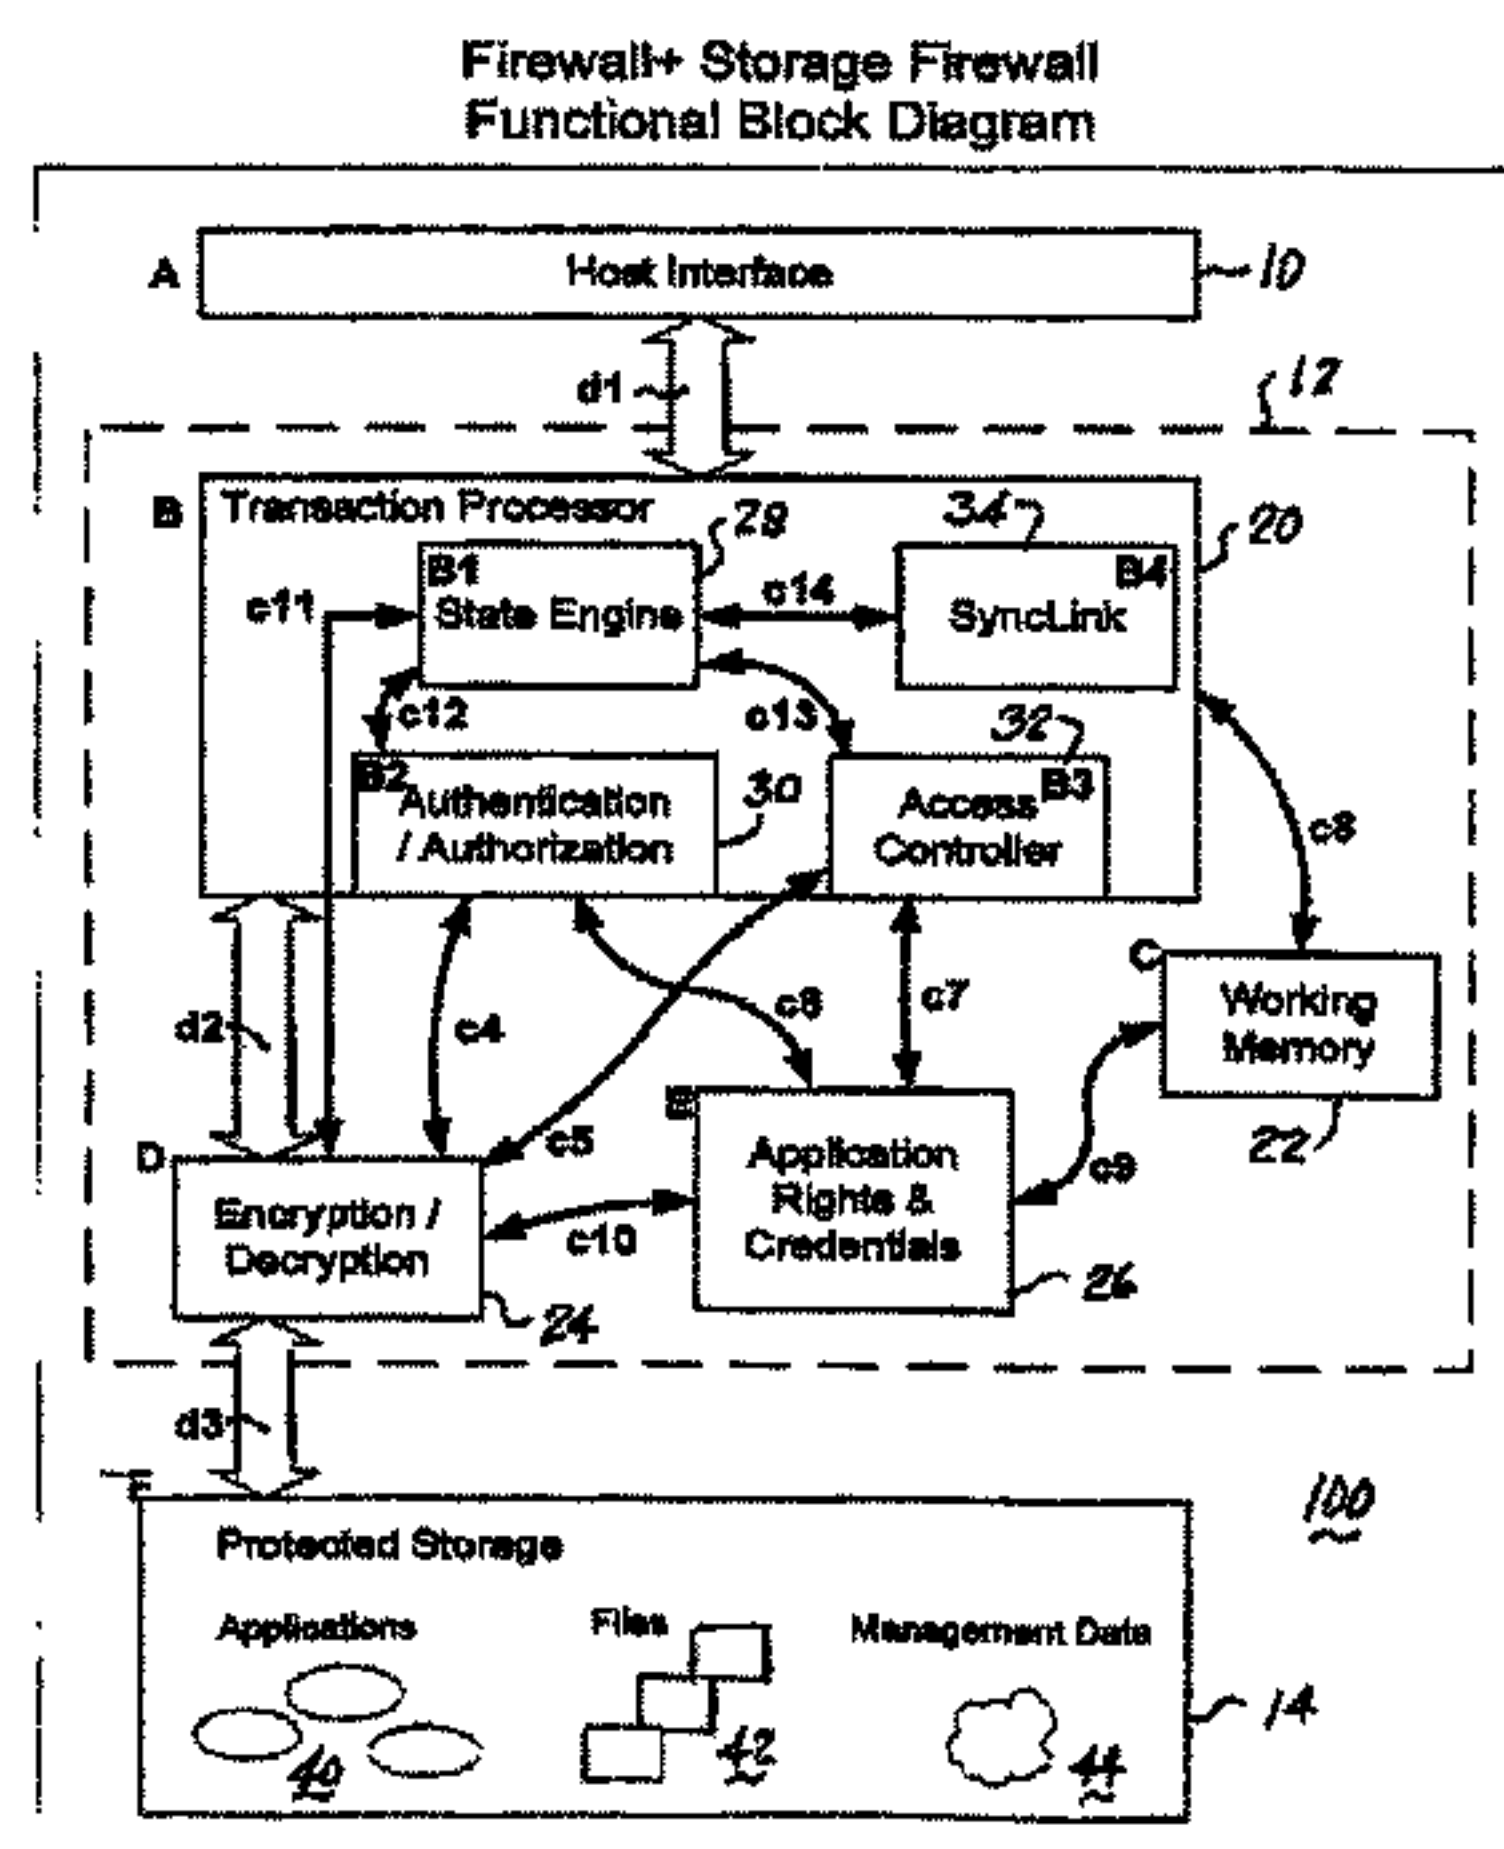 Firewall+ Storage Firewall
Functional Block Diagram
A
Host Interface
10
d1
12
B
Transaction Processor
28
34
20
B1
State Engine
c11
c14
B4
SyncLink
c12
c13
32
B2
Authentication
/ Authorization
30
B3
Access
Controller
c8
d2
c4
c6
c7
C
Working
Memory
22
D
Encryption /
Decryption
24
c5
c10
E
Application
Rights &
Credentials
26
c9
d3
F
Protected Storage
100
Applications
Files
Management Data
40
42
44
14